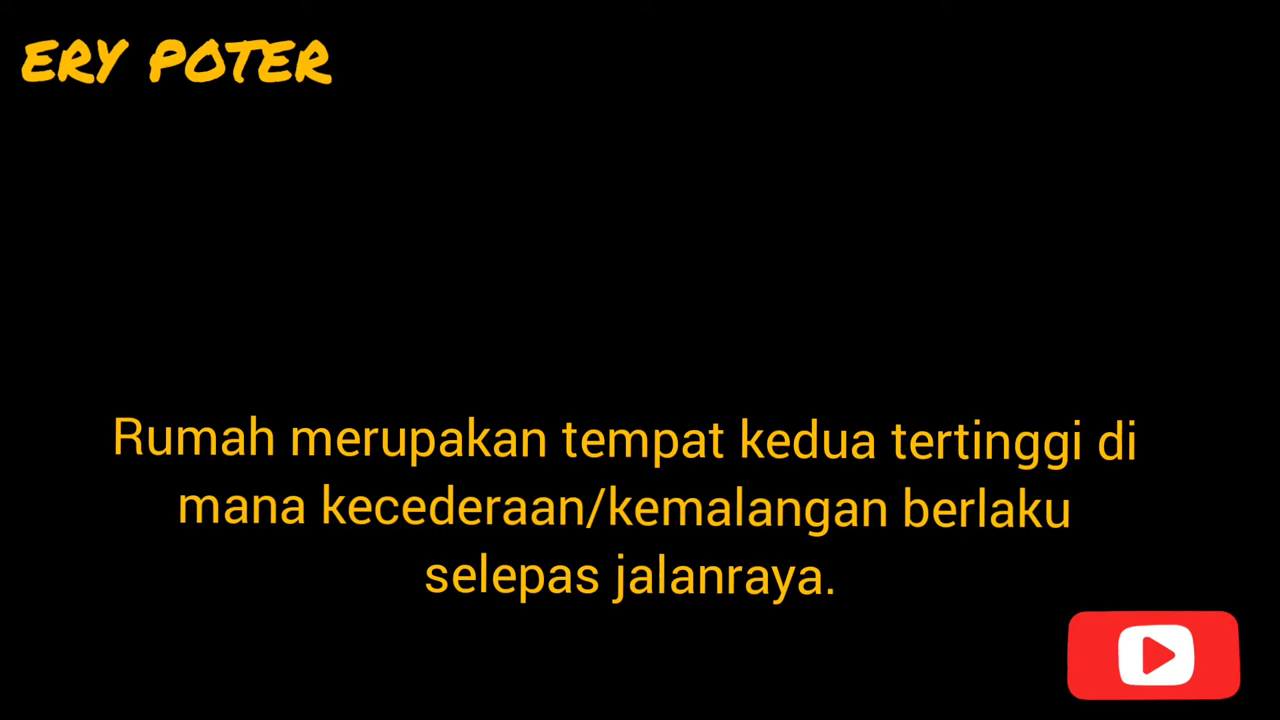 ERY POTER
Rumah merupakan tempat kedua tertinggi di
mana kecederaan/kemalangan berlaku
selepas jalanraya.